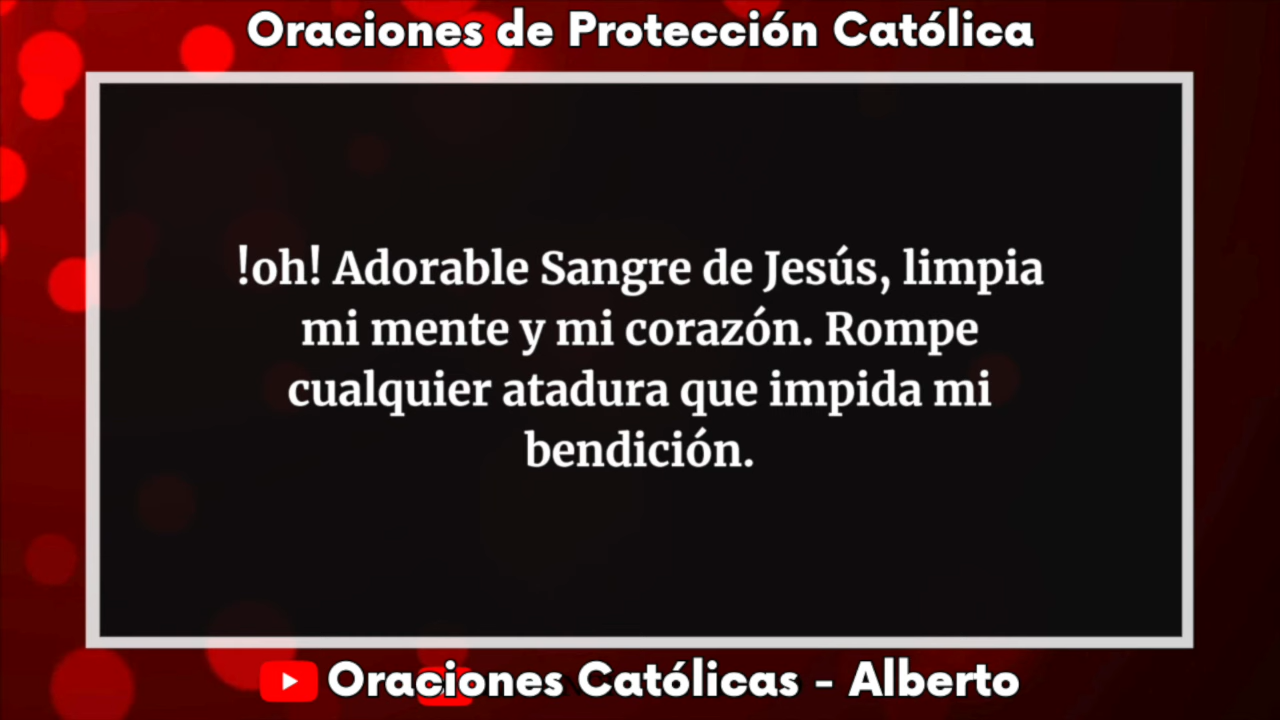 Oraciones de Protección Católica
!oh! Adorable Sangre de Jesús, limpia
mi mente y mi corazón. Rompe
cualquier atadura que impida mi
bendición.
Oraciones Católicas - Alberto